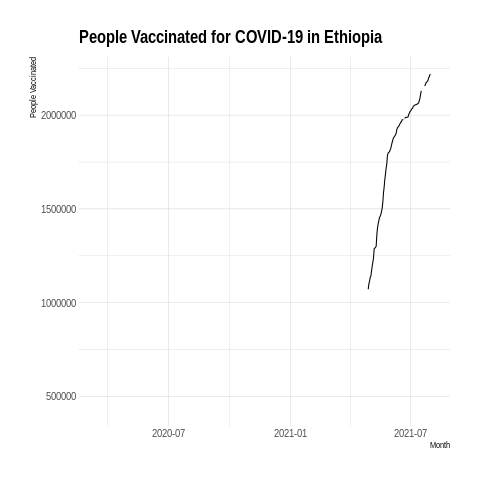 People Vaccinated for COVID-19 in Ethiopia
People Vaccinated
2000000
1500000
1000000
500000
2020-07
2021-01
2021-07
Month